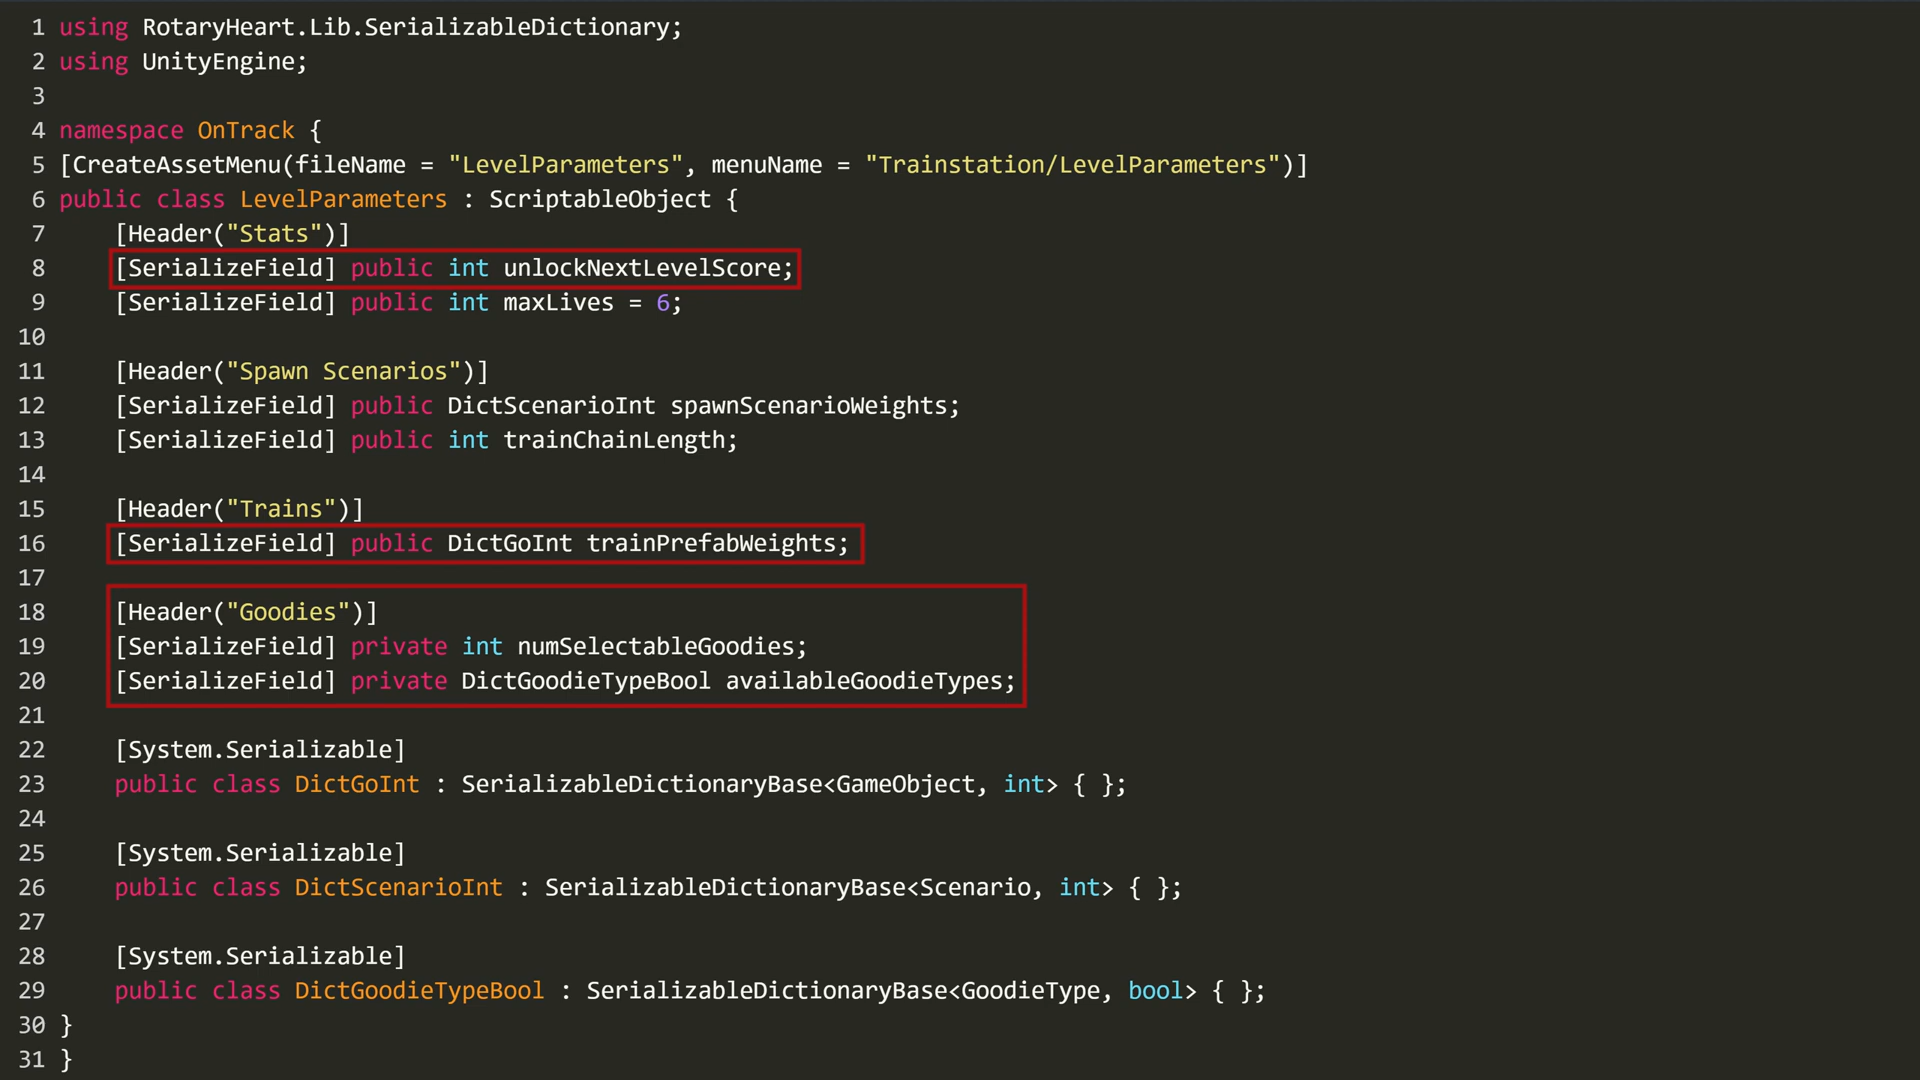 1 using RotaryHeart.Lib.SerializableDictionary;
2 using UnityEngine;
3
4 namespace OnTrack {
5 [CreateAssetMenu(fileName = "LevelParameters", menuName = "Trainstation/LevelParameters")]
6 public class LevelParameters : ScriptableObject {
7     [Header("Stats")]
8     [SerializeField] public int unlockNextLevelScore;
9     [SerializeField] public int maxLives = 6;
10
11     [Header("Spawn Scenarios")]
12     [SerializeField] public DictScenarioInt spawnScenarioWeights;
13     [SerializeField] public int trainChainLength;
14
15     [Header("Trains")]
16     [SerializeField] public DictGoInt trainPrefabWeights;
17
18     [Header("Goodies")]
19     [SerializeField] private int numSelectableGoodies;
20     [SerializeField] private DictGoodieTypeBool availableGoodieTypes;
21
22     [System.Serializable]
23     public class DictGoInt : SerializableDictionaryBase<GameObject, int> { };
24
25     [System.Serializable]
26     public class DictScenarioInt : SerializableDictionaryBase<Scenario, int> { };
27
28     [System.Serializable]
29     public class DictGoodieTypeBool : SerializableDictionaryBase<GoodieType, bool> { };
30 }
31 }